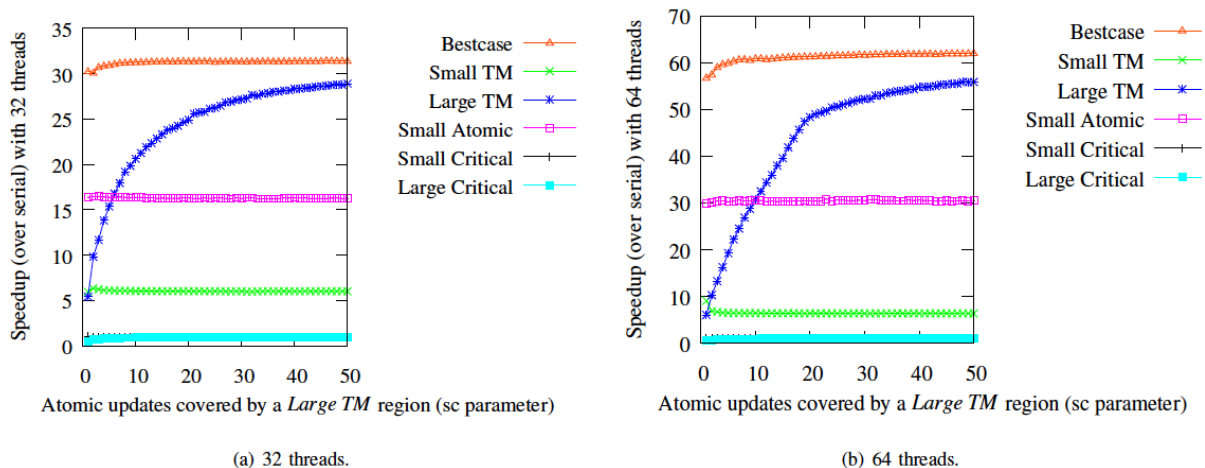 Speedup (over serial) with 32 threads
35
30
25
20
15
10
5
0
0 10 20 30 40 50
Atomic updates covered by a Large TM region (sc parameter)
Bestcase
Small TM
Large TM
Small Atomic
Small Critical
Large Critical
(a) 32 threads.
Speedup (over serial) with 64 threads
70
60
50
40
30
20
10
0
0 10 20 30 40 50
Atomic updates covered by a Large TM region (sc parameter)
Bestcase
Small TM
Large TM
Small Atomic
Small Critical
Large Critical
(b) 64 threads.